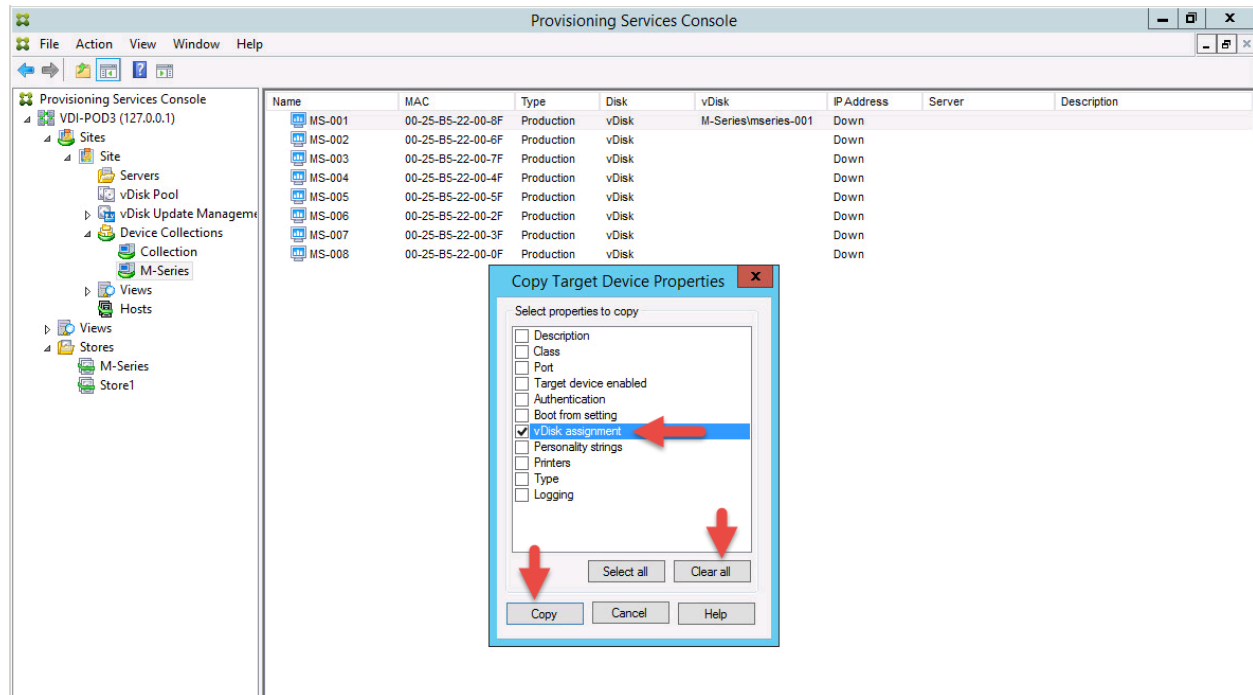 Provisioning Services Console
File Action View Window Help
Provisioning Services Console
VDI-POD3 (127.0.0.1)
Sites
Site
Servers
vDisk Pool
vDisk Update Manageme
Device Collections
Collection
M-Series
Views
Hosts
Views
Stores
M-Series
Store1
Name MAC Type Disk vDisk IP Address Server Description
MS-001 00-25-B5-22-00-8F Production vDisk M-Series\mseries-001 Down
MS-002 00-25-B5-22-00-6F Production vDisk Down
MS-003 00-25-B5-22-00-7F Production vDisk Down
MS-004 00-25-B5-22-00-4F Production vDisk Down
MS-005 00-25-B5-22-00-5F Production vDisk Down
MS-006 00-25-B5-22-00-2F Production vDisk Down
MS-007 00-25-B5-22-00-3F Production vDisk Down
MS-008 00-25-B5-22-00-0F Production vDisk Down
Copy Target Device Properties
Select properties to copy
Description
Class
Port
Target device enabled
Authentication
Boot from setting
vDisk assignment
Personality strings
Printers
Type
Logging
Select all Clear all
Copy Cancel Help